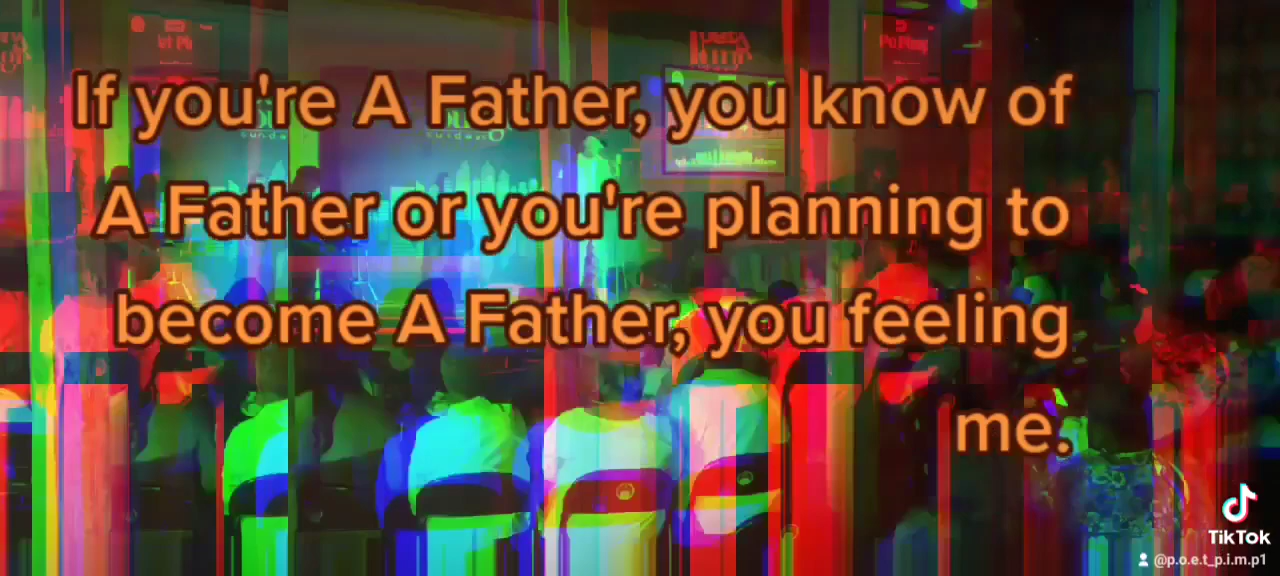 If you're A Father, you know of
A Father or you're planning to
become A Father, you feeling
me.
TikTok
@p.o.e.t_p.i.m.p1